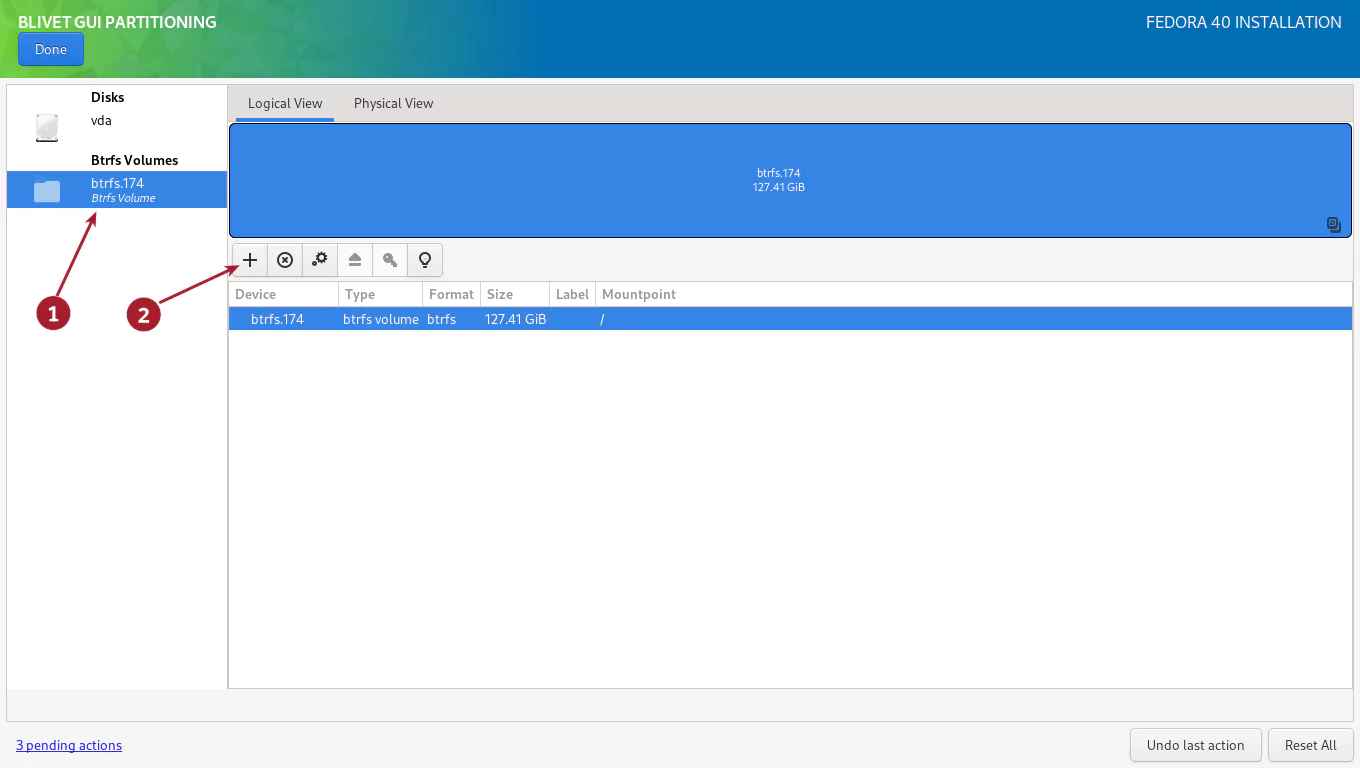 BLIVET GUI PARTITIONING
FEDORA 40 INSTALLATION
Done
Disks
vda
Btrfs Volumes
btrfs.174
Btrfs Volume
1
2
Logical View Physical View
btrfs.174
127.41 GiB
Device Type Format Size Label Mountpoint
btrfs.174 btrfs volume btrfs 127.41 GiB /
3 pending actions
Undo last action Reset All